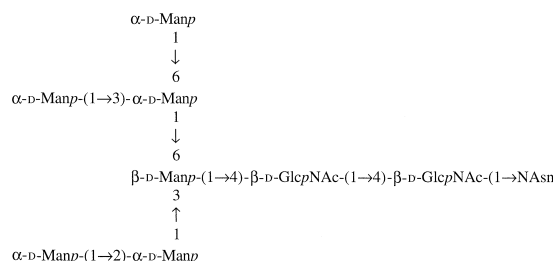 α-D-Manp
1
↓
6
α-D-Manp-(1→3)-α-D-Manp
1
↓
6
β-D-Manp-(1→4)-β-D-GlcpNAc-(1→4)-β-D-GlcpNAc-(1→NAsn
3
↑
1
α-D-Manp-(1→2)-α-D-Manp